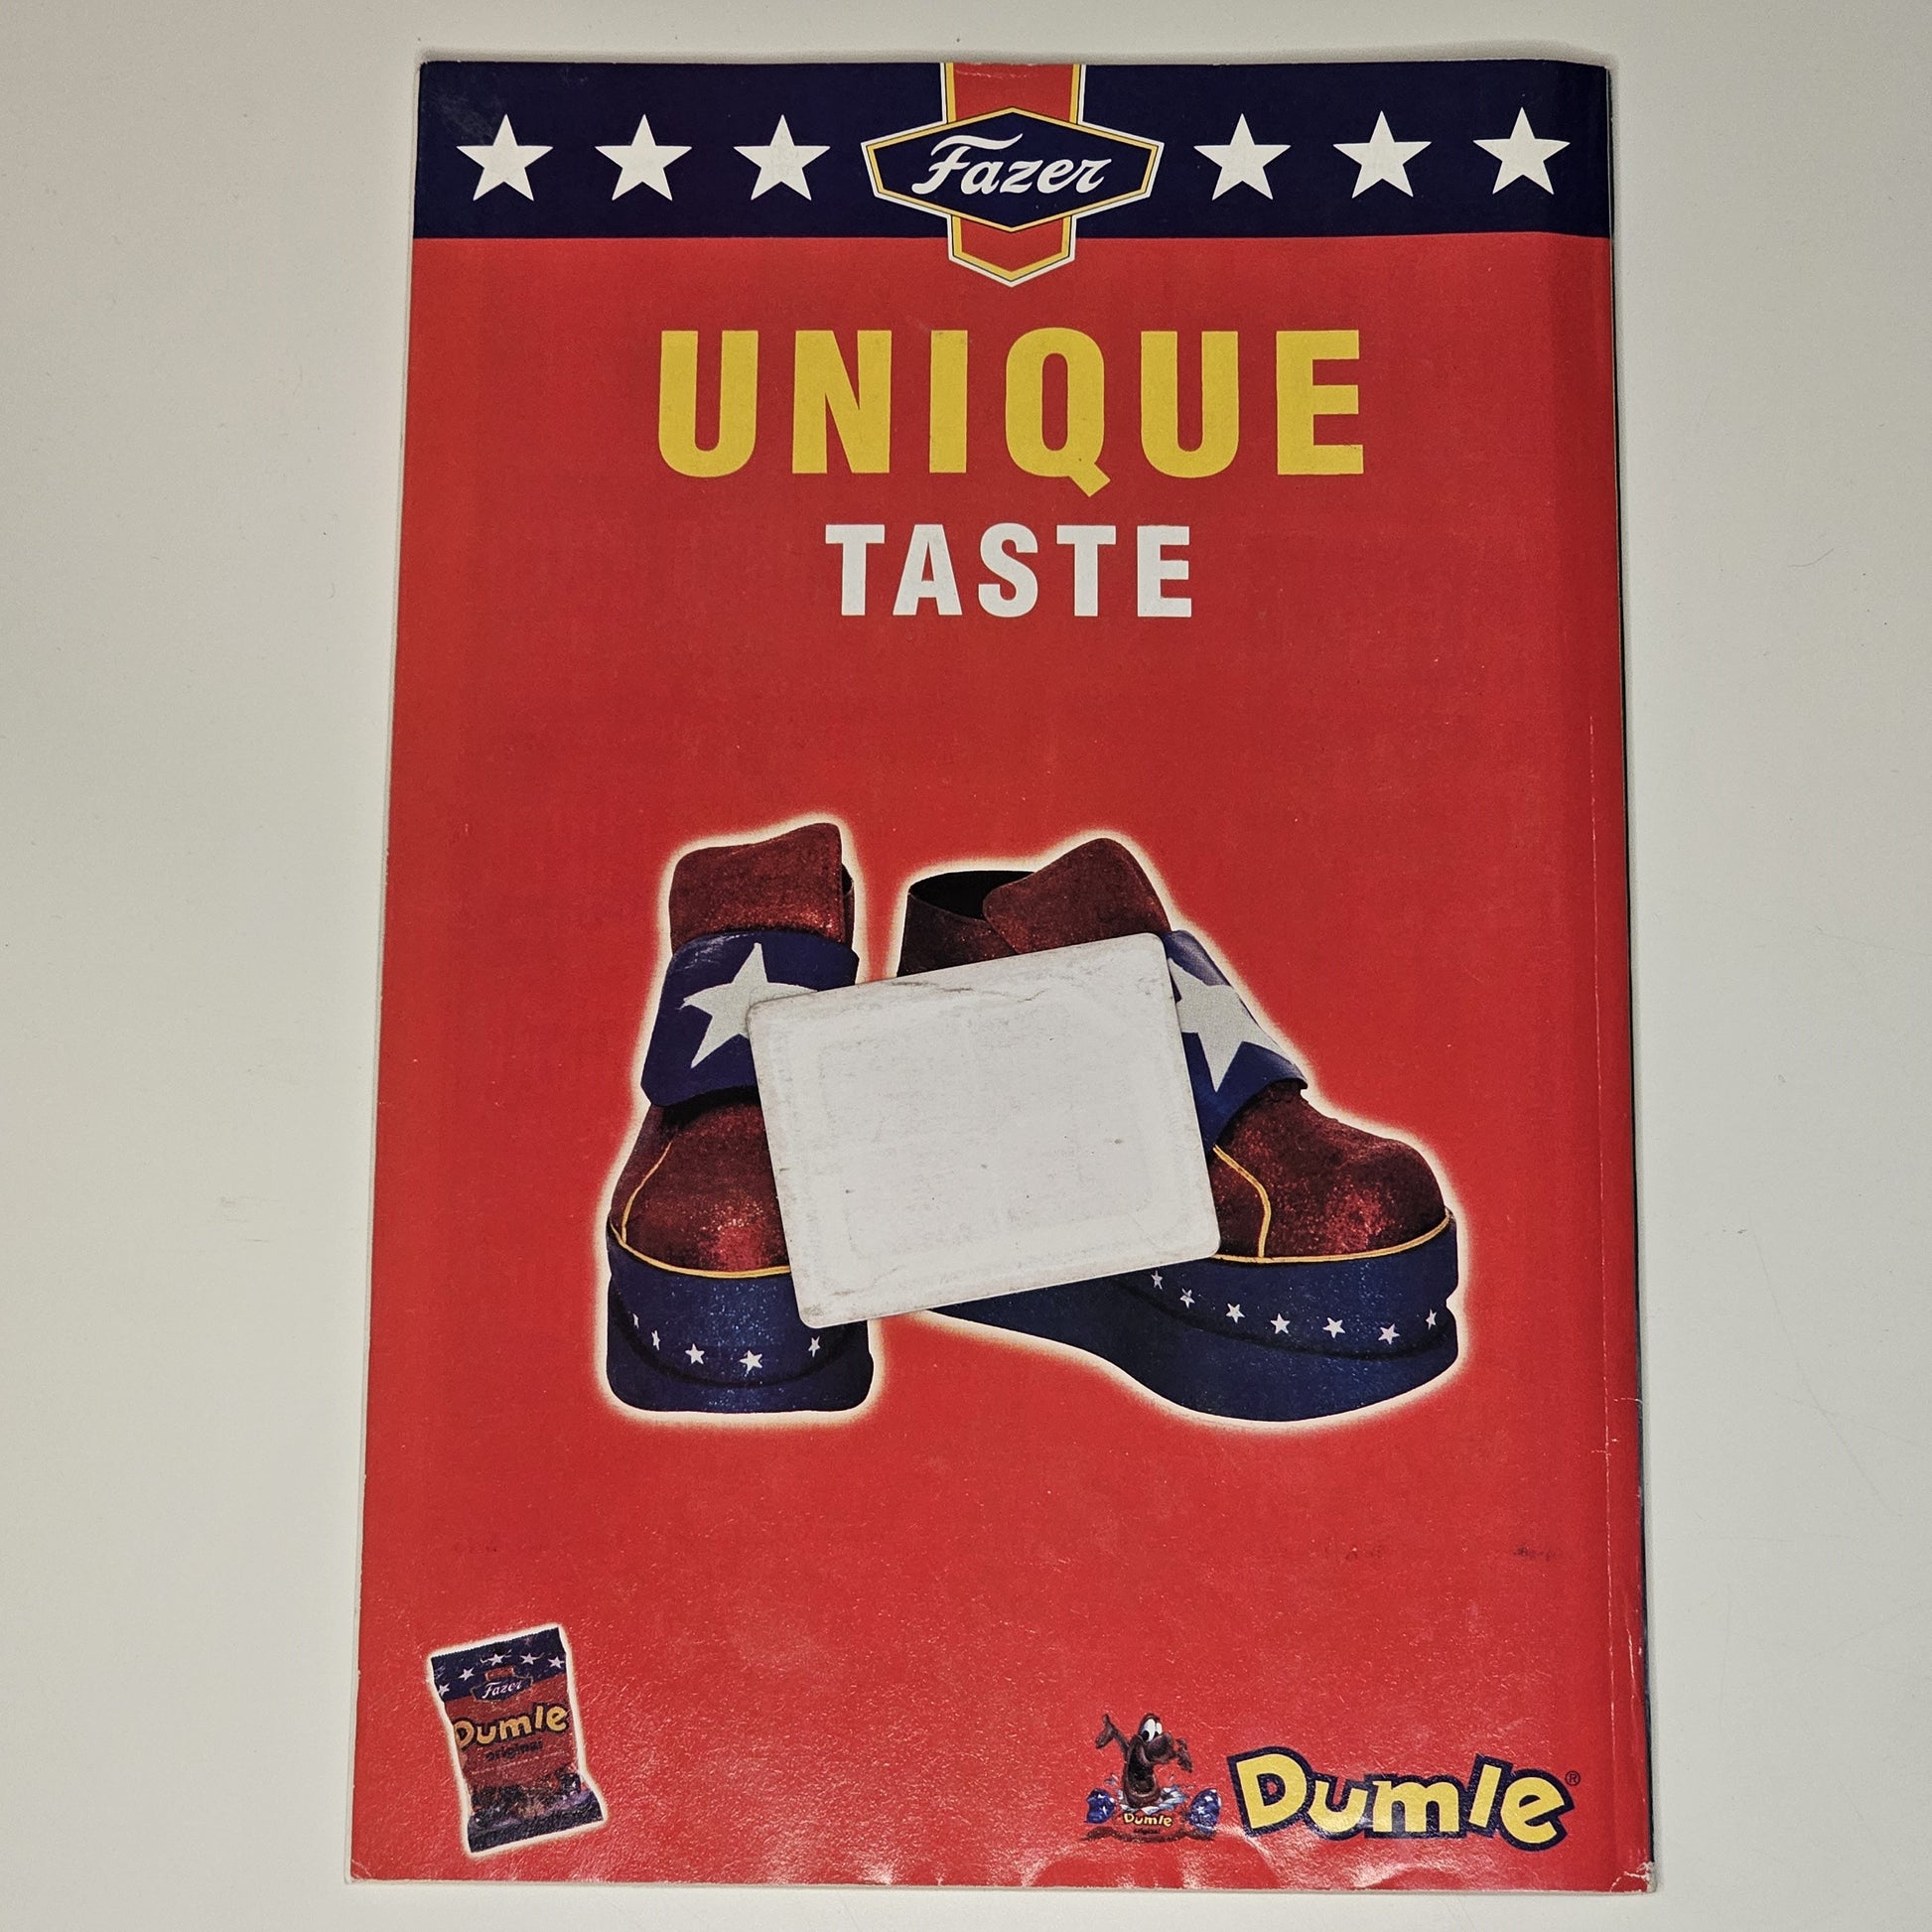 Fazer
UNIQUE
TASTE
Fazer
Dumle
original
Dumle
Dumle®